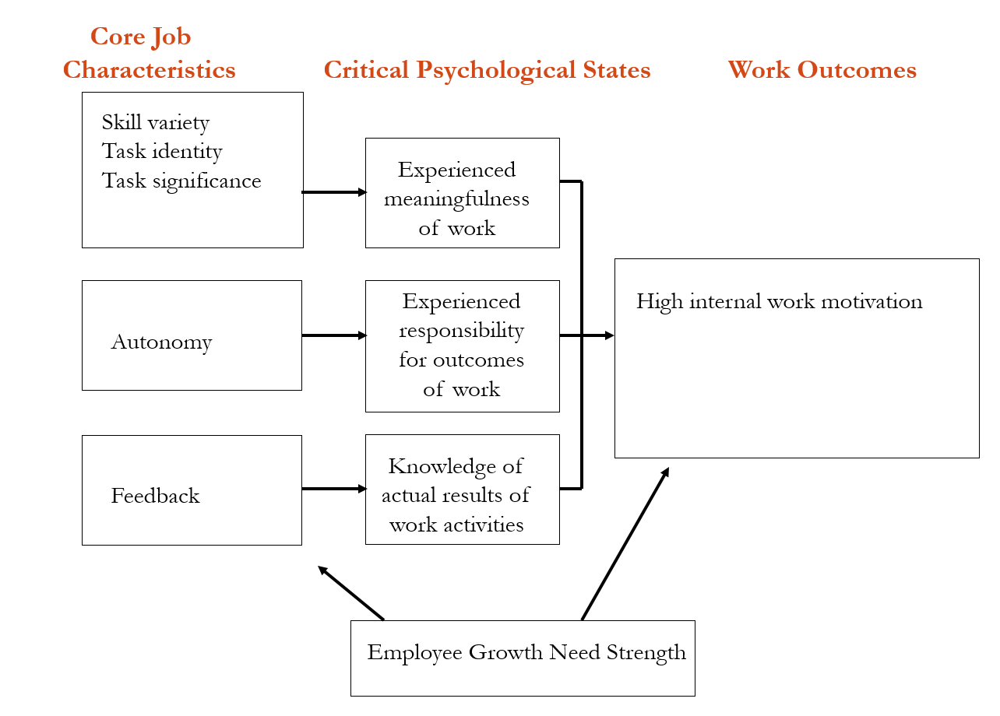 Core Job
Characteristics
Critical Psychological States
Work Outcomes
Skill variety
Task identity
Task significance
Experienced
meaningfulness
of work
Autonomy
Experienced
responsibility
for outcomes
of work
High internal work motivation
Feedback
Knowledge of
actual results of
work activities
Employee Growth Need Strength